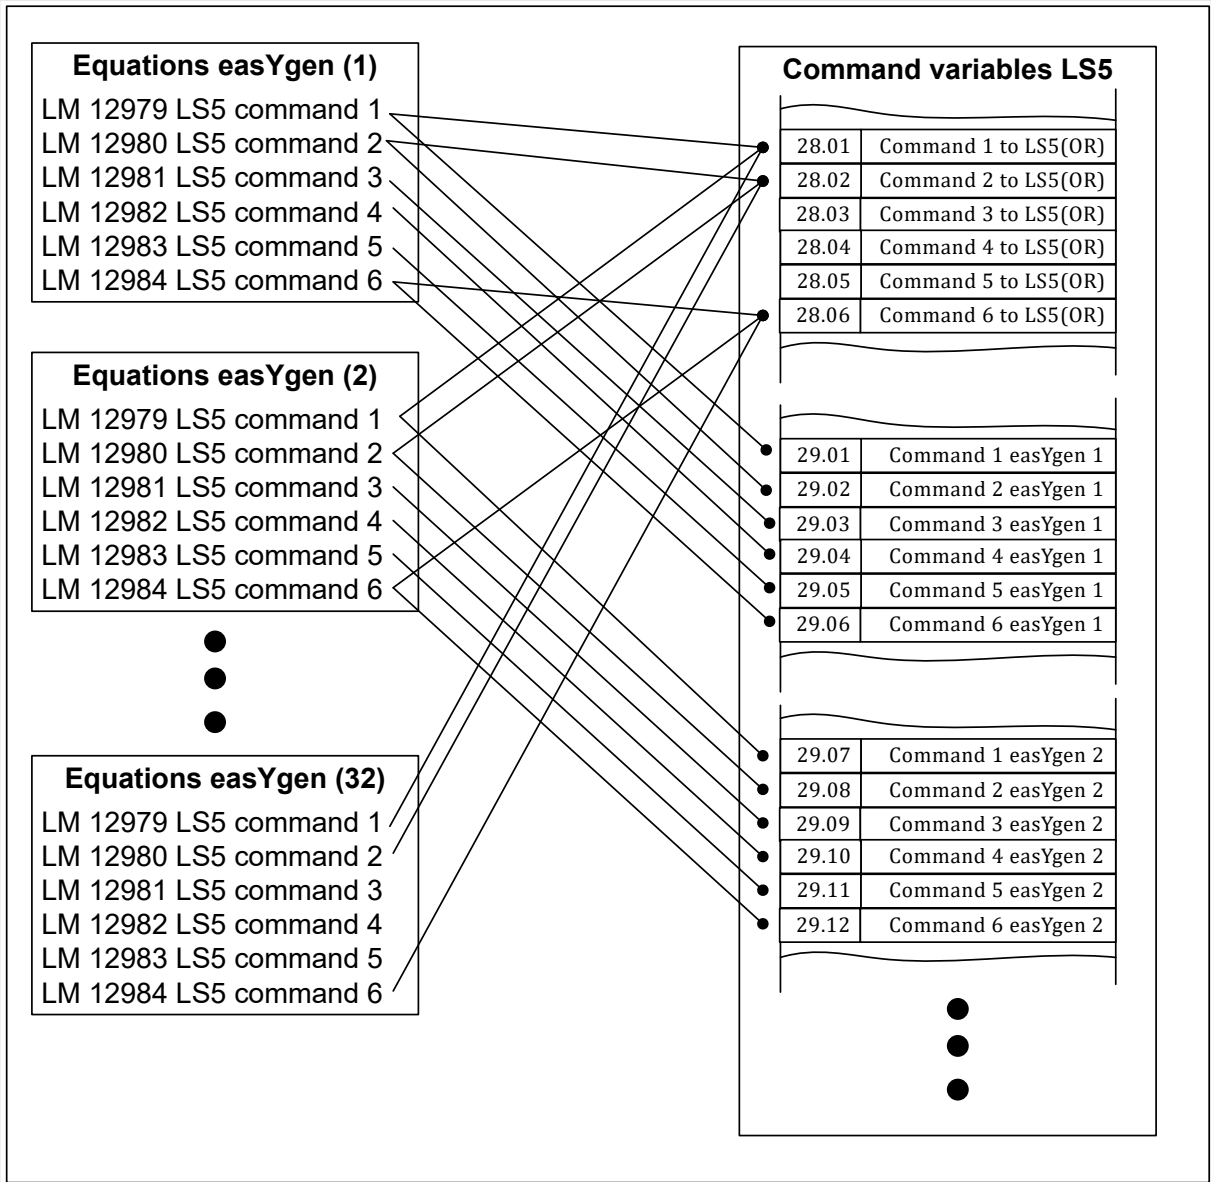 Equations easYgen (1)
LM 12979 LS5 command 1
LM 12980 LS5 command 2
LM 12981 LS5 command 3
LM 12982 LS5 command 4
LM 12983 LS5 command 5
LM 12984 LS5 command 6
Equations easYgen (2)
LM 12979 LS5 command 1
LM 12980 LS5 command 2
LM 12981 LS5 command 3
LM 12982 LS5 command 4
LM 12983 LS5 command 5
LM 12984 LS5 command 6
Equations easYgen (32)
LM 12979 LS5 command 1
LM 12980 LS5 command 2
LM 12981 LS5 command 3
LM 12982 LS5 command 4
LM 12983 LS5 command 5
LM 12984 LS5 command 6
Command variables LS5
28.01 Command 1 to LS5(OR)
28.02 Command 2 to LS5(OR)
28.03 Command 3 to LS5(OR)
28.04 Command 4 to LS5(OR)
28.05 Command 5 to LS5(OR)
28.06 Command 6 to LS5(OR)
29.01 Command 1 easYgen 1
29.02 Command 2 easYgen 1
29.03 Command 3 easYgen 1
29.04 Command 4 easYgen 1
29.05 Command 5 easYgen 1
29.06 Command 6 easYgen 1
29.07 Command 1 easYgen 2
29.08 Command 2 easYgen 2
29.09 Command 3 easYgen 2
29.10 Command 4 easYgen 2
29.11 Command 5 easYgen 2
29.12 Command 6 easYgen 2